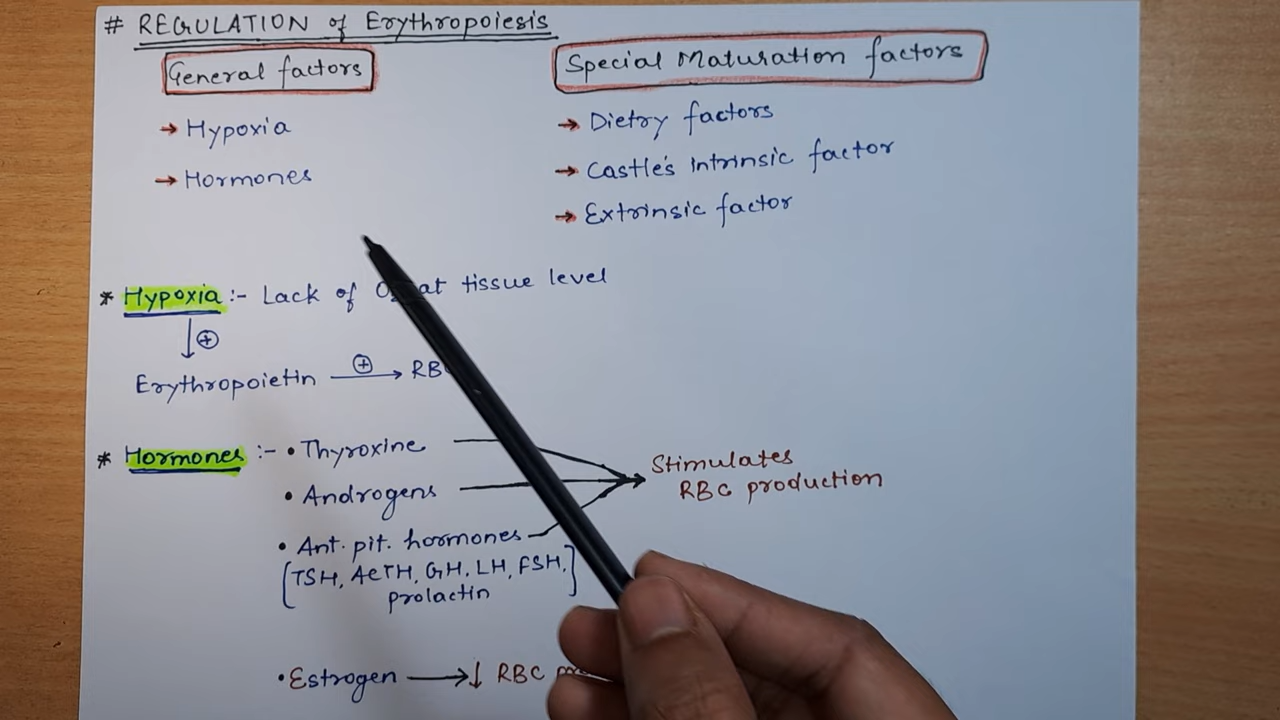 # REGULATION of Erythropoiesis
General factors
→ Hypoxia
→ Hormones
Special Maturation factors
→ Dietry factors
→ Castle's intrinsic factor
→ Extrinsic factor
* Hypoxia :- Lack of O₂ at tissue level
↓ ⊕
Erythropoietin ⊕→ RBC
* Hormones :- • Thyroxine
• Androgens
• Ant. pit. hormones
[TSH, ACTH, GH, LH, FSH,
prolactin]
Stimulates
RBC production
• Estrogen → ↓ RBC